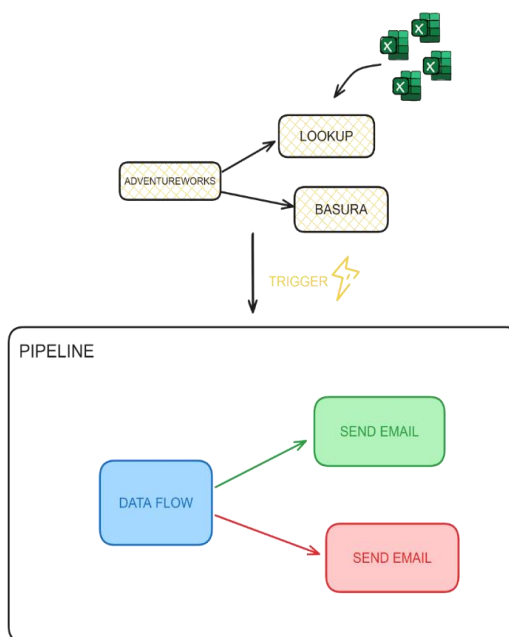 LOOKUP
ADVENTUREWORKS
BASURA
TRIGGER
PIPELINE
SEND EMAIL
DATA FLOW
SEND EMAIL